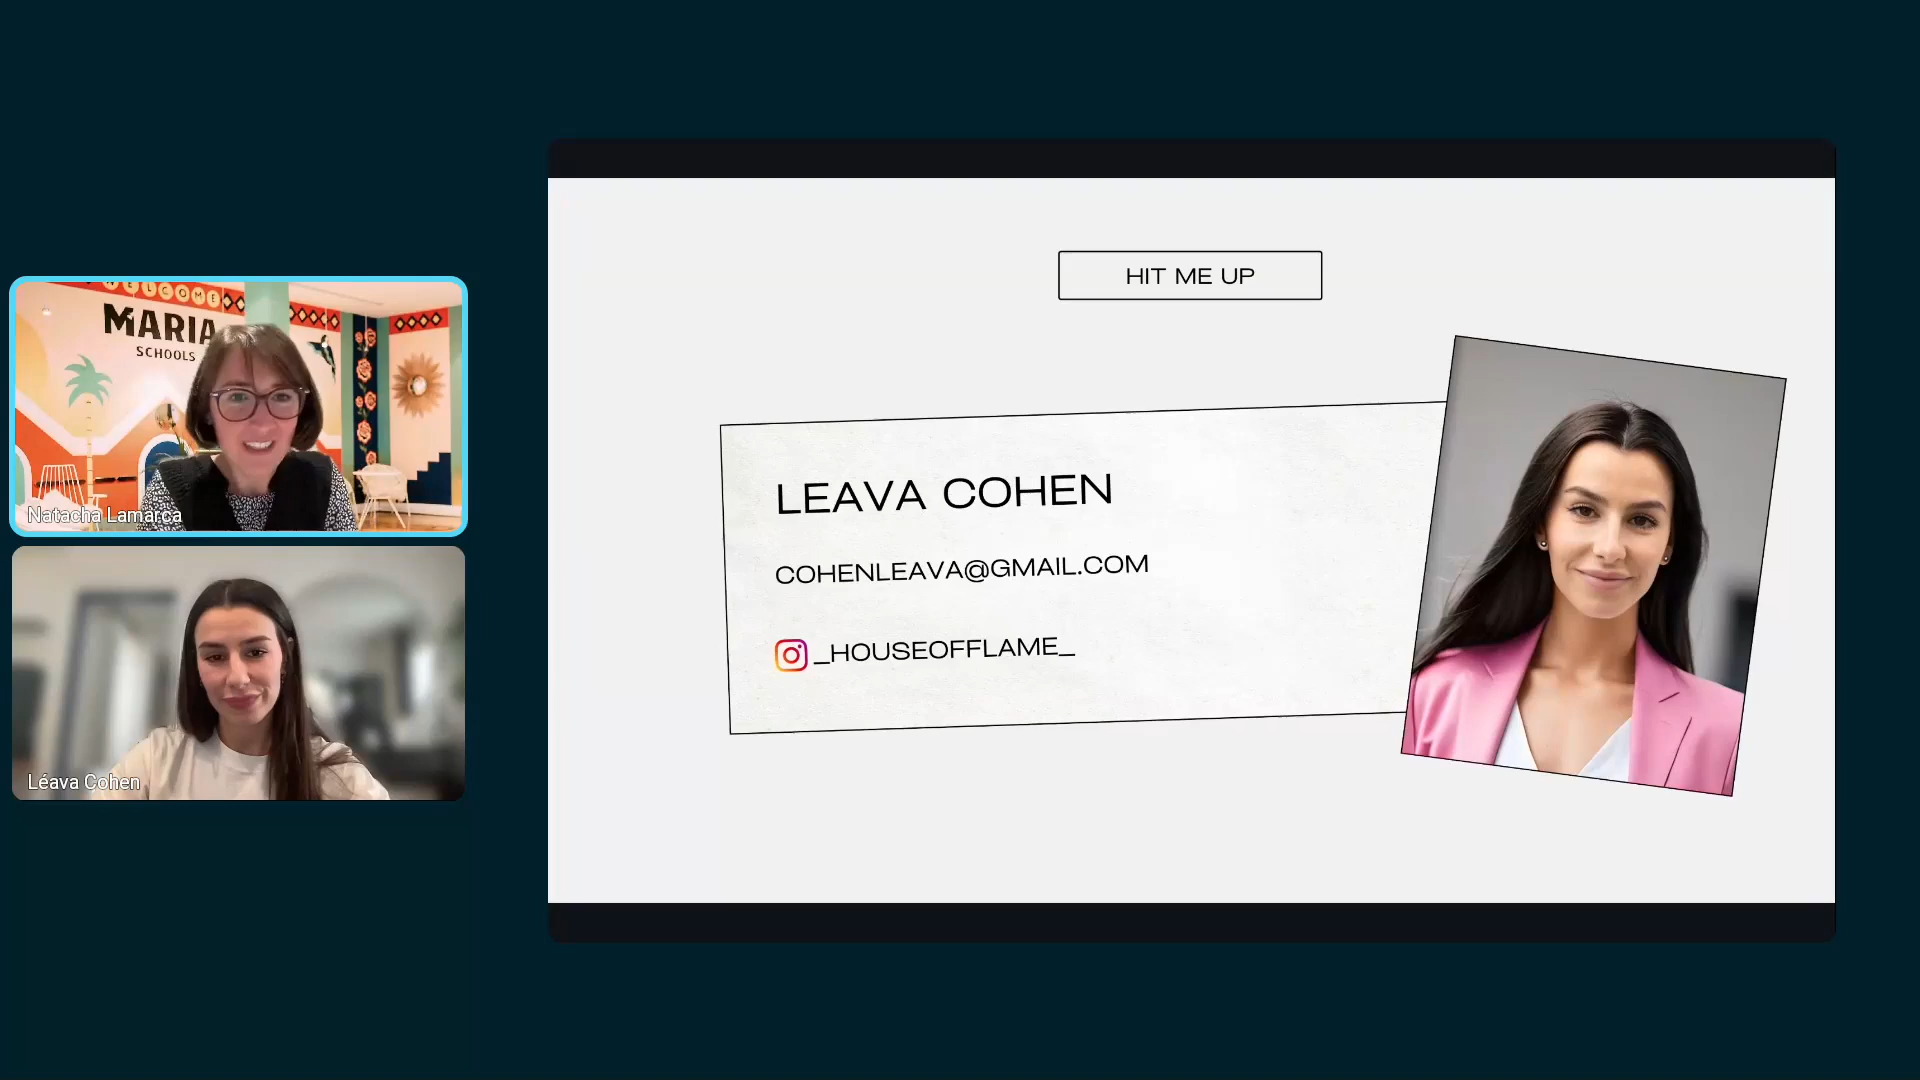 WELCOME
MARIA
SCHOOLS
Natacha Lamarca
Léava Cohen
HIT ME UP
LEAVA COHEN
COHENLEAVA@GMAIL.COM
_HOUSEOFFLAME_